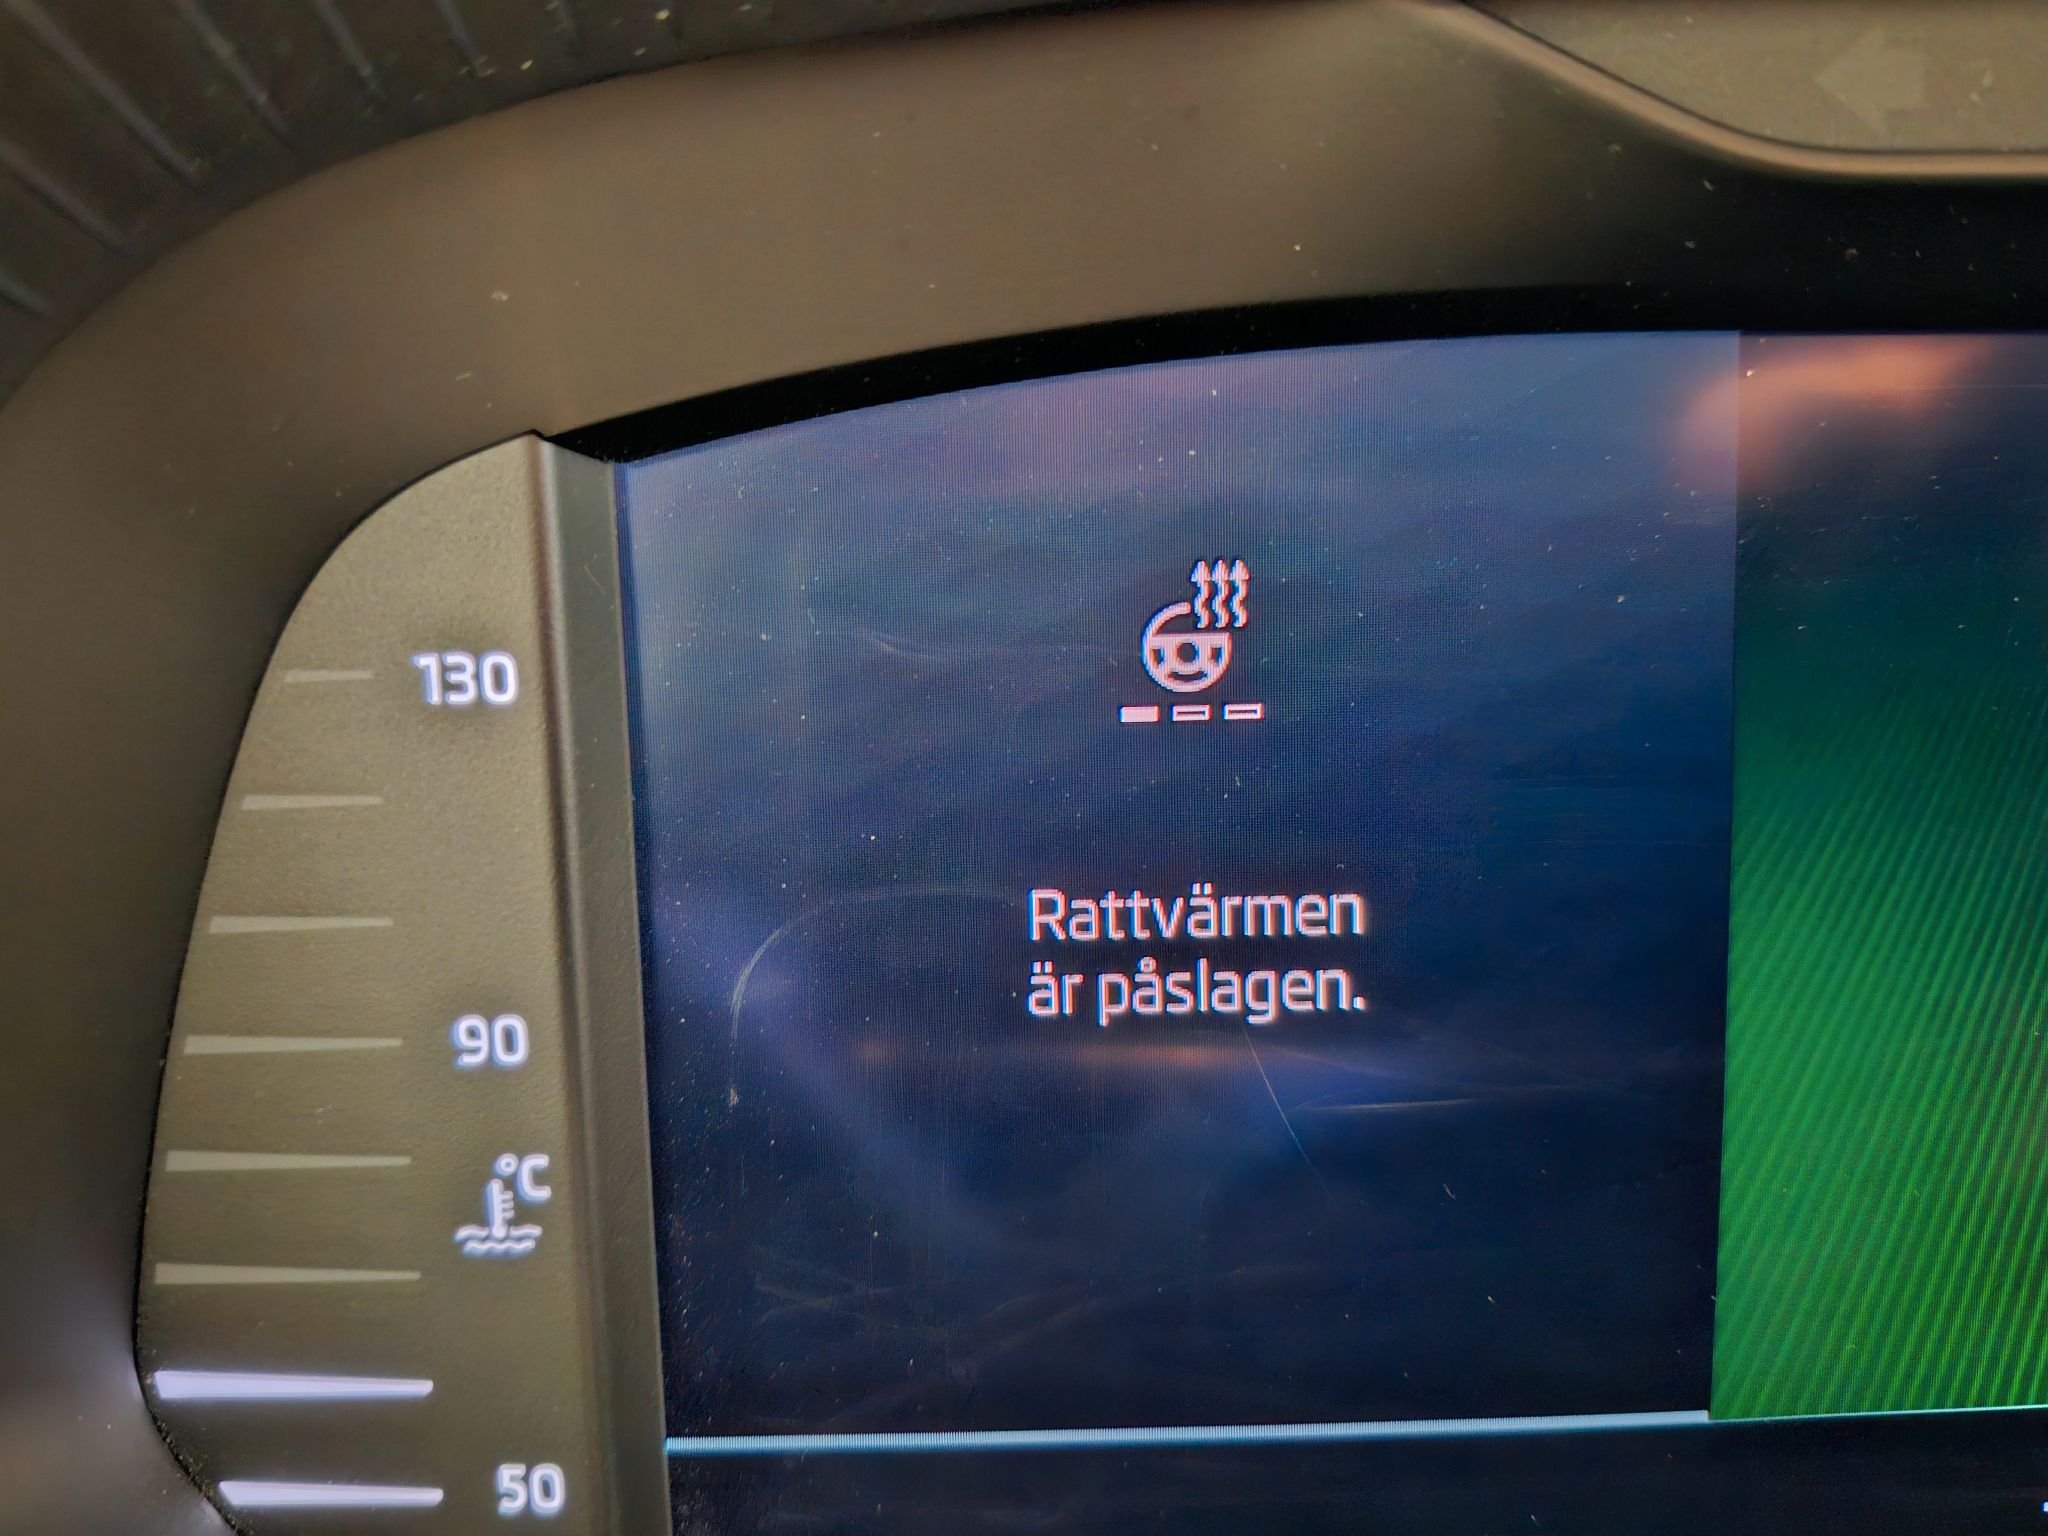 130
90
°C
50
Rattvärmen
är påslagen.